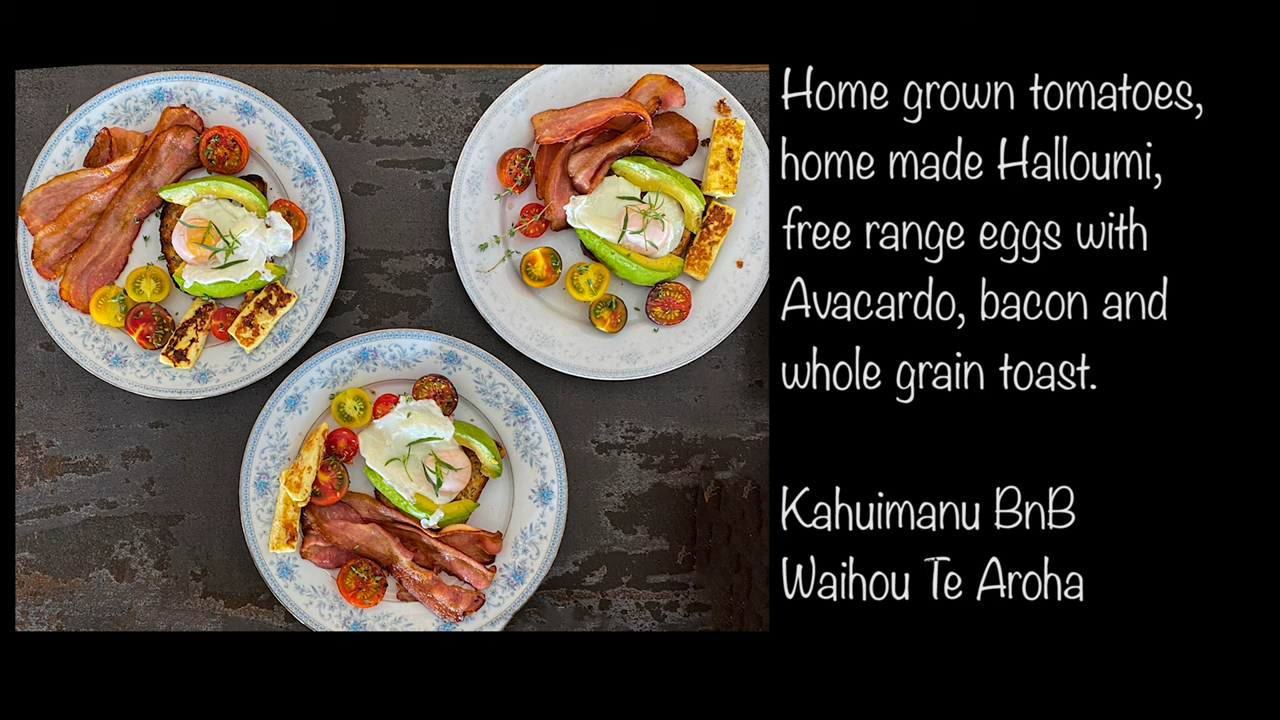 Home grown tomatoes,
home made Halloumi,
free range eggs with
Avacardo, bacon and
whole grain toast.
Kahuimanu BnB
Waihou Te Aroha